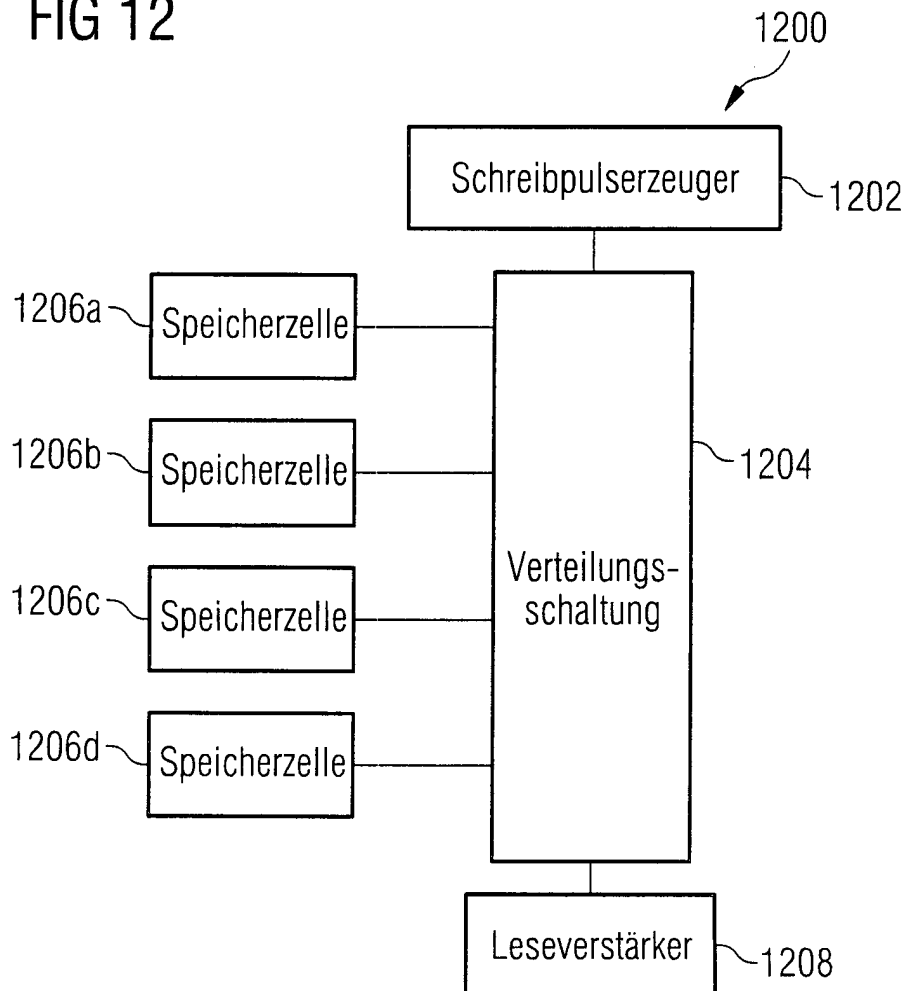 FIG 12
1200
Schreibpulserzeuger
1202
1206a
Speicherzelle
1206b
Speicherzelle
1204
Verteilungs-
schaltung
1206c
Speicherzelle
1206d
Speicherzelle
Leseverstärker
1208